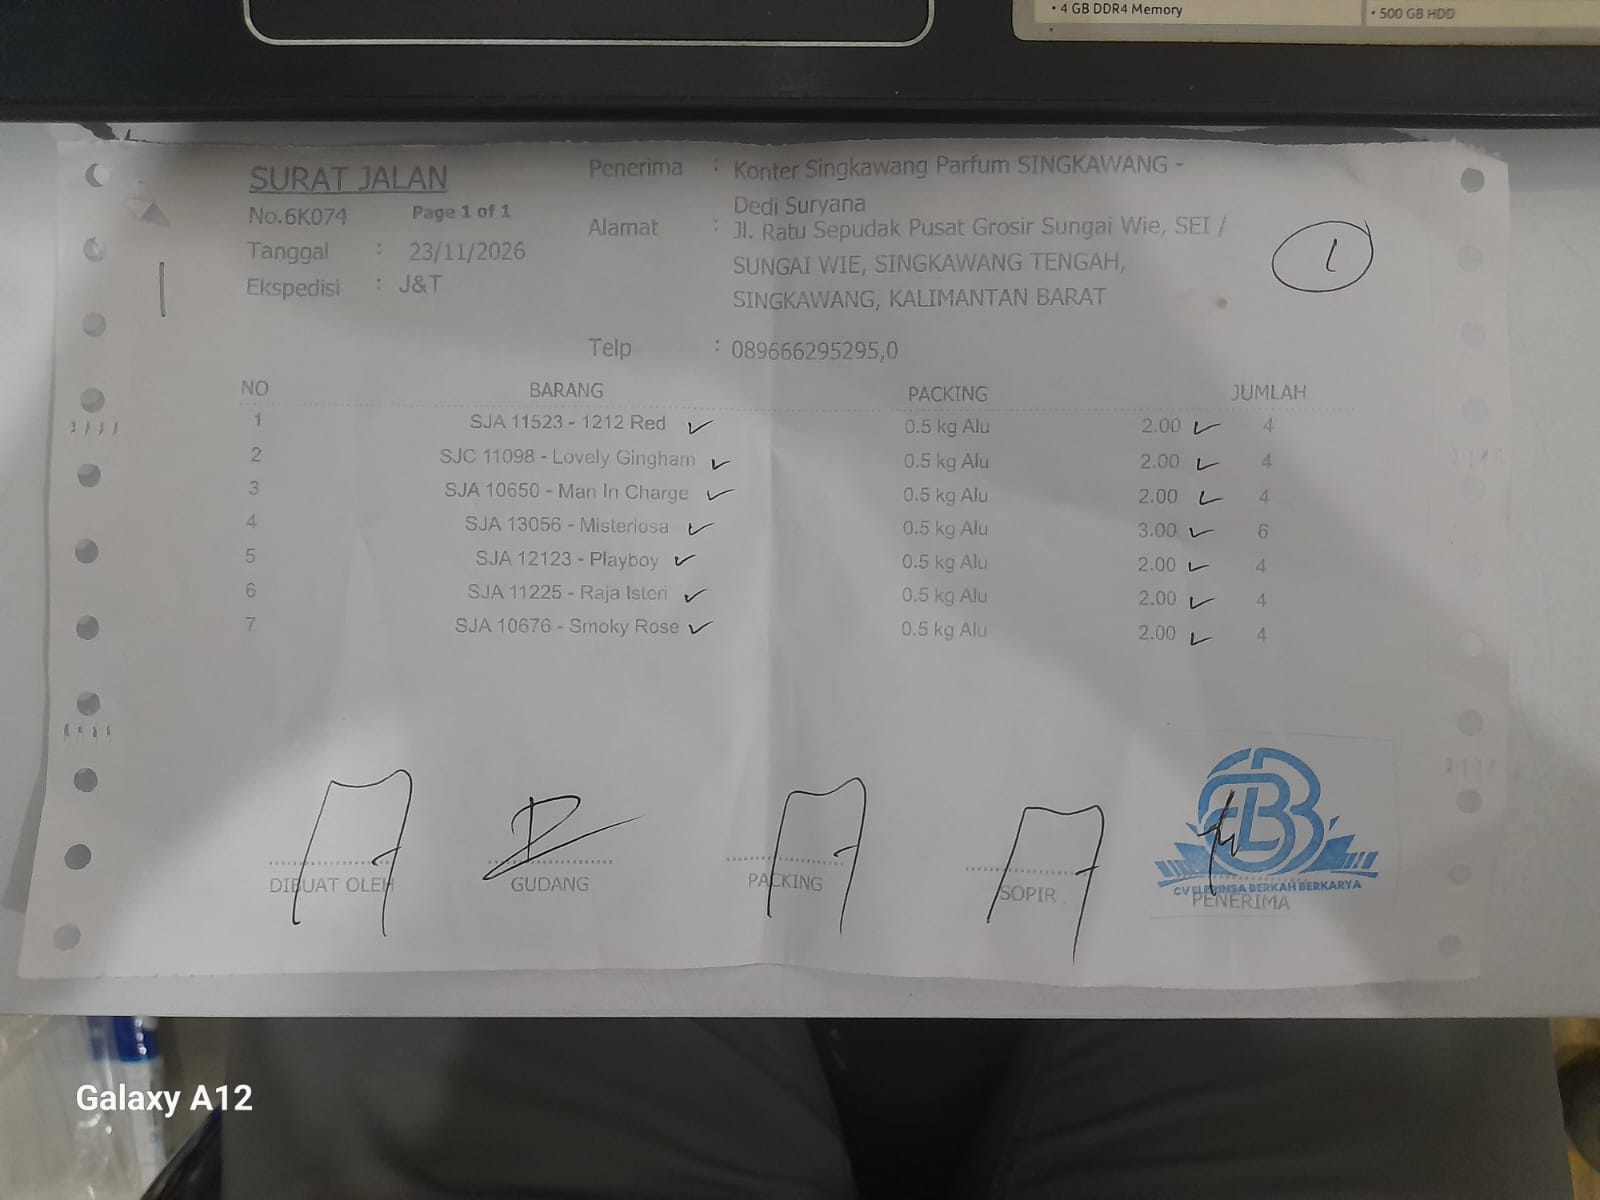 • 4 GB DDR4 Memory
• 500 GB HDD
SURAT JALAN
No.6K074 Page 1 of 1
Tanggal : 23/11/2026
Ekspedisi : J&T
Penerima : Konter Singkawang Parfum SINGKAWANG -
Dedi Suryana
Alamat : Jl. Ratu Sepudak Pusat Grosir Sungai Wie, SEI /
SUNGAI WIE, SINGKAWANG TENGAH,
SINGKAWANG, KALIMANTAN BARAT
Telp : 089666295295,0
1
NO BARANG PACKING JUMLAH
1 SJA 11523 - 1212 Red 0.5 kg Alu 2.00 4
2 SJC 11098 - Lovely Gingham 0.5 kg Alu 2.00 4
3 SJA 10650 - Man In Charge 0.5 kg Alu 2.00 4
4 SJA 13056 - Misteriosa 0.5 kg Alu 3.00 6
5 SJA 12123 - Playboy 0.5 kg Alu 2.00 4
6 SJA 11225 - Raja Isteri 0.5 kg Alu 2.00 4
7 SJA 10676 - Smoky Rose 0.5 kg Alu 2.00 4
DIBUAT OLEH GUDANG PACKING SOPIR PENERIMA
BERKAH BERKARYA
Galaxy A12